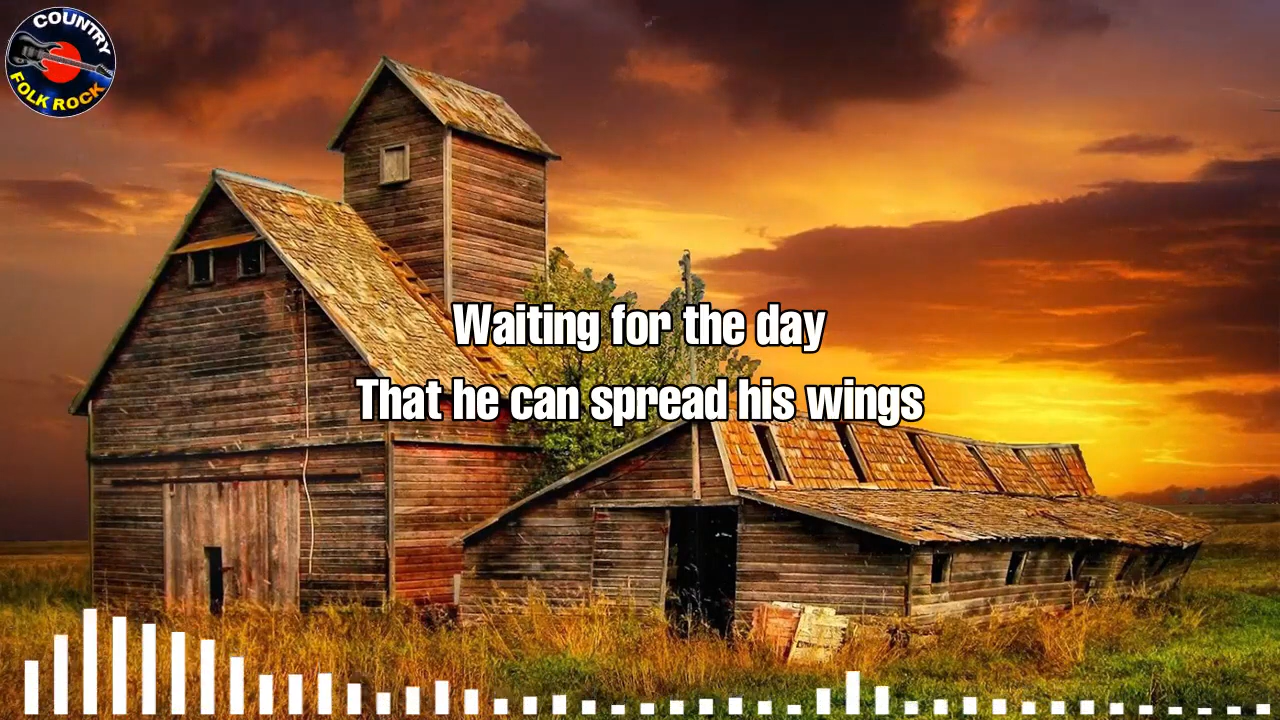 COUNTRY
FOLK ROCK
Waiting for the day
That he can spread his wings